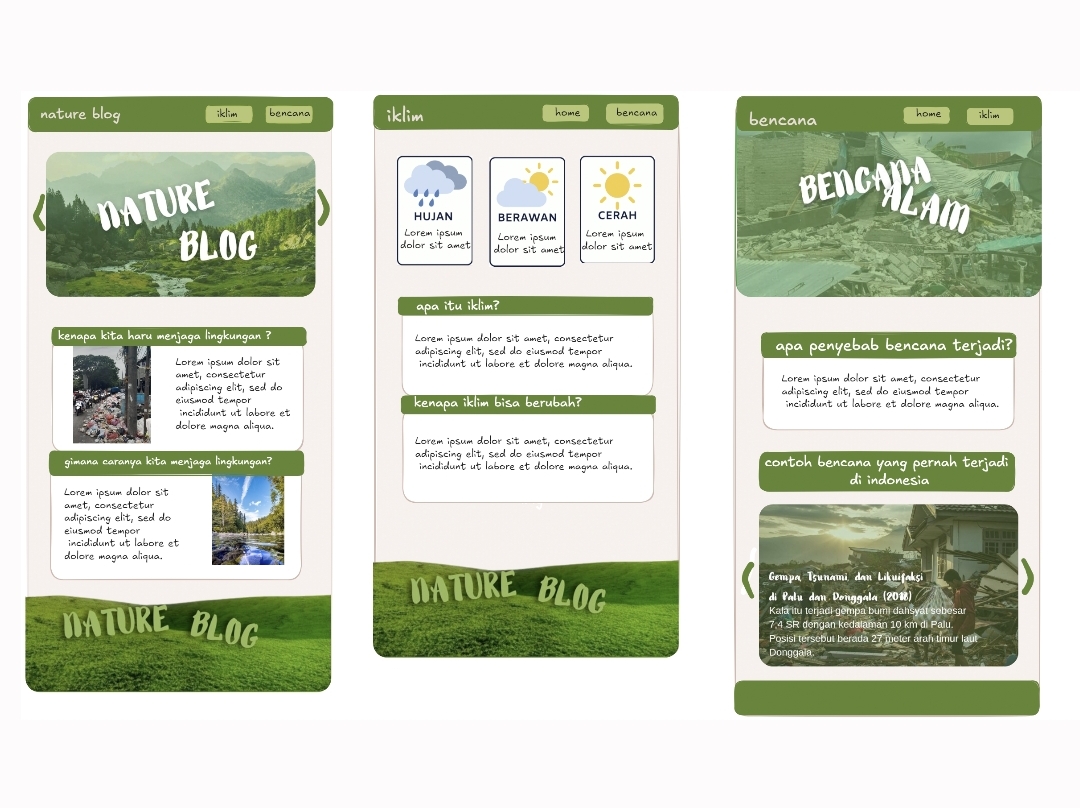 nature blog
iklim
bencana
NATURE
BLOG
kenapa kita haru menjaga lingkungan ?
Lorem ipsum dolor sit
amet, consectetur
adipiscing elit, sed do
eiusmod tempor
incididunt ut labore et
dolore magna aliqua.
gimana caranya kita menjaga lingkungan?
Lorem ipsum dolor sit
amet, consectetur
adipiscing elit, sed do
eiusmod tempor
incididunt ut labore et
dolore magna aliqua.
NATURE BLOG
iklim
home
bencana
HUJAN
Lorem ipsum
dolor sit amet
BERAWAN
Lorem ipsum
dolor sit amet
CERAH
Lorem ipsum
dolor sit amet
apa itu iklim?
Lorem ipsum dolor sit amet, consectetur
adipiscing elit, sed do eiusmod tempor
incididunt ut labore et dolore magna aliqua.
kenapa iklim bisa berubah?
Lorem ipsum dolor sit amet, consectetur
adipiscing elit, sed do eiusmod tempor
incididunt ut labore et dolore magna aliqua.
NATURE BLOG
bencana
home
iklim
BENCANA
ALAM
apa penyebab bencana terjadi?
Lorem ipsum dolor sit amet, consectetur
adipiscing elit, sed do eiusmod tempor
incididunt ut labore et dolore magna aliqua.
contoh bencana yang pernah terjadi
di indonesia
Gempa, Tsunami, dan Likuifaksi
di Palu dan Donggala (2018)
Kala itu terjadi gempa bumi dahsyat sebesar
7,4 SR dengan kedalaman 10 km di Palu.
Posisi tersebut berada 27 meter arah timur laut
Donggala.